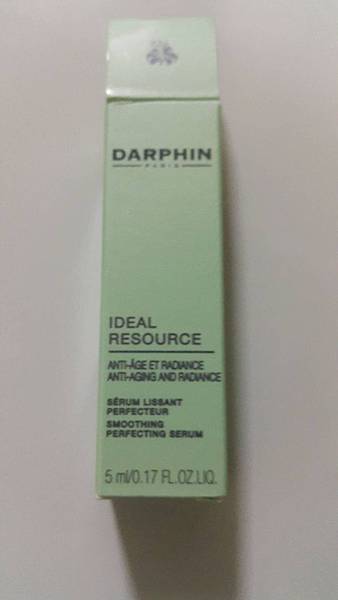 DARPHIN
PARIS
IDEAL
RESOURCE
ANTI-ÂGE ET RADIANCE
ANTI-AGING AND RADIANCE
SÉRUM LISSANT
PERFECTEUR
SMOOTHING
PERFECTING SERUM
5 ml/0.17 FL.OZ.LIQ.